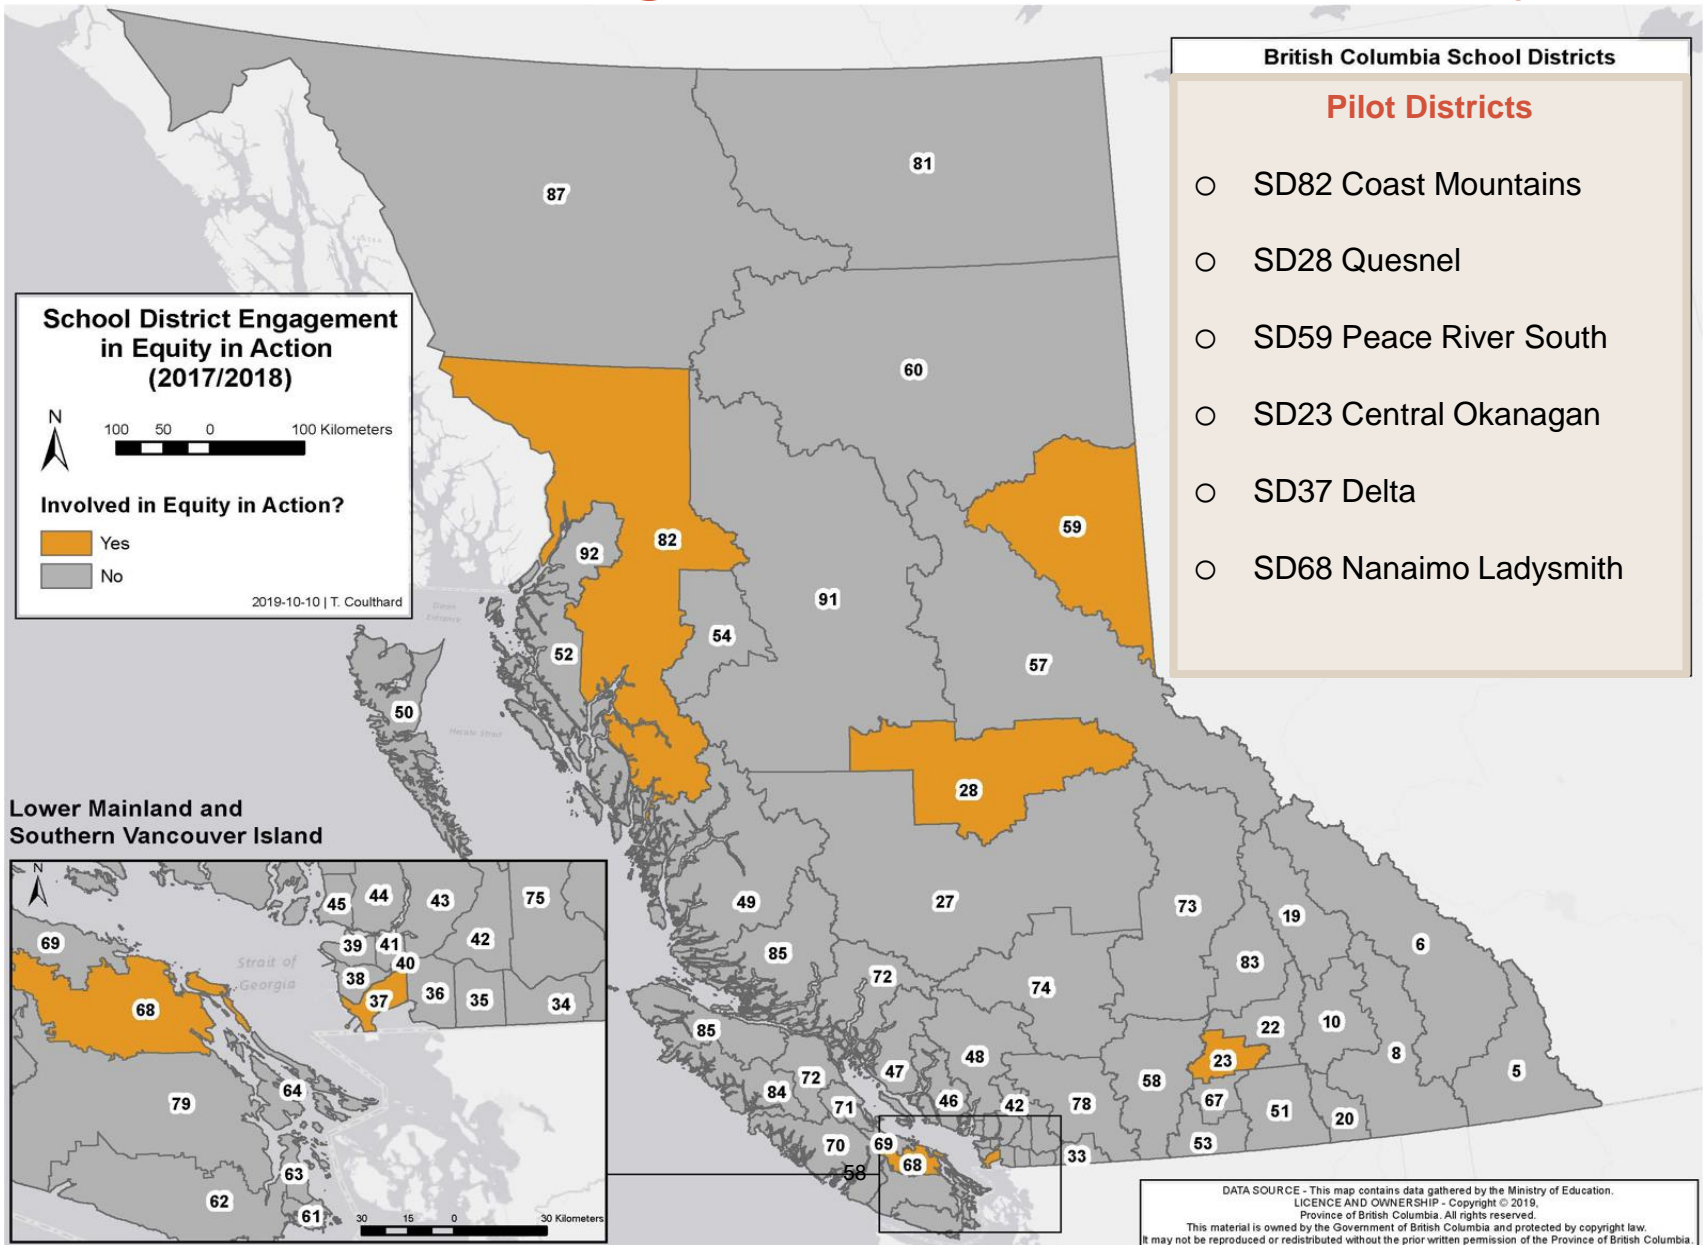 British Columbia School Districts
Pilot Districts
o SD82 Coast Mountains
o SD28 Quesnel
o SD59 Peace River South
o SD23 Central Okanagan
o SD37 Delta
o SD68 Nanaimo Ladysmith
School District Engagement
in Equity in Action
(2017/2018)
N
100 50 0 100 Kilometers
Involved in Equity in Action?
Yes
No
2019-10-10 | T. Coulthard
87
81
60
59
82
92
91
54
52
57
50
28
27
49
73
19
6
85
83
72
74
85
22
10
23
8
5
48
47
72
58
84
71
46
42
78
67
51
20
70
69
68
33
53
58
Lower Mainland and
Southern Vancouver Island
N
45
44
43
75
69
39
41
42
40
Strait of
Georgia
38
37
36
35
34
68
64
79
63
62
61
30 15 0 30 Kilometers
DATA SOURCE - This map contains data gathered by the Ministry of Education.
LICENCE AND OWNERSHIP - Copyright © 2019,
Province of British Columbia. All rights reserved.
This material is owned by the Government of British Columbia and protected by copyright law.
It may not be reproduced or redistributed without the prior written permission of the Province of British Columbia.